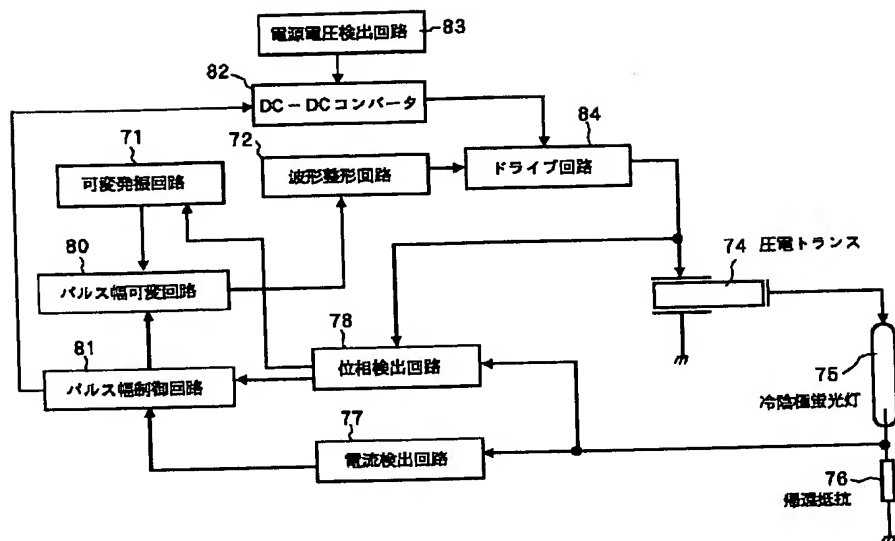 電源電圧検出回路
83
82
DC－DCコンバータ
84
71
72
可変発振回路
波形整形回路
ドライブ回路
80
パルス幅可変回路
74 圧電トランス
81
78
パルス幅制御回路
位相検出回路
75
冷陰極蛍光灯
77
電流検出回路
76
帰還抵抗